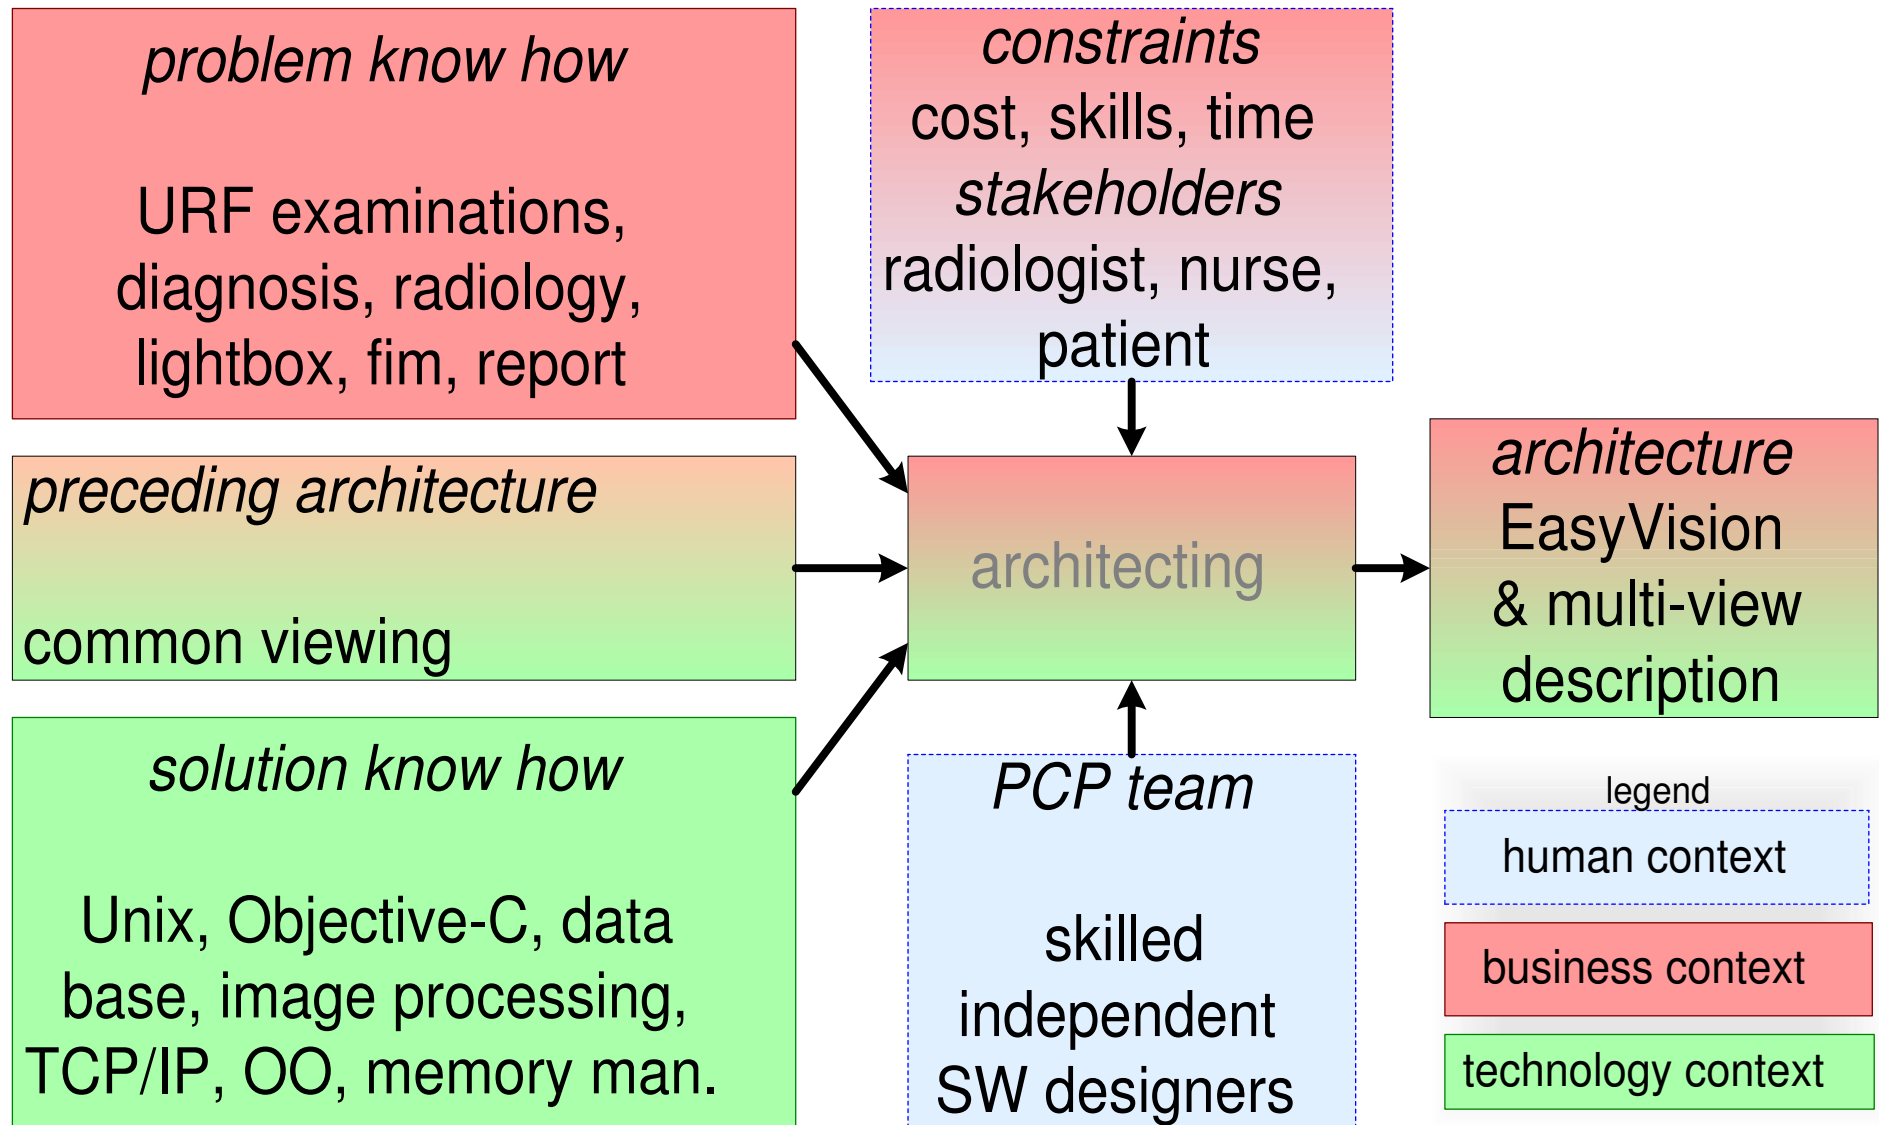 problem know how
URF examinations,
diagnosis, radiology,
lightbox, fim, report
constraints
cost, skills, time
stakeholders
radiologist, nurse,
patient
preceding architecture
common viewing
architecting
architecture
EasyVision
& multi-view
description
solution know how
Unix, Objective-C, data
base, image processing,
TCP/IP, OO, memory man.
PCP team
skilled
independent
SW designers
legend
human context
business context
technology context